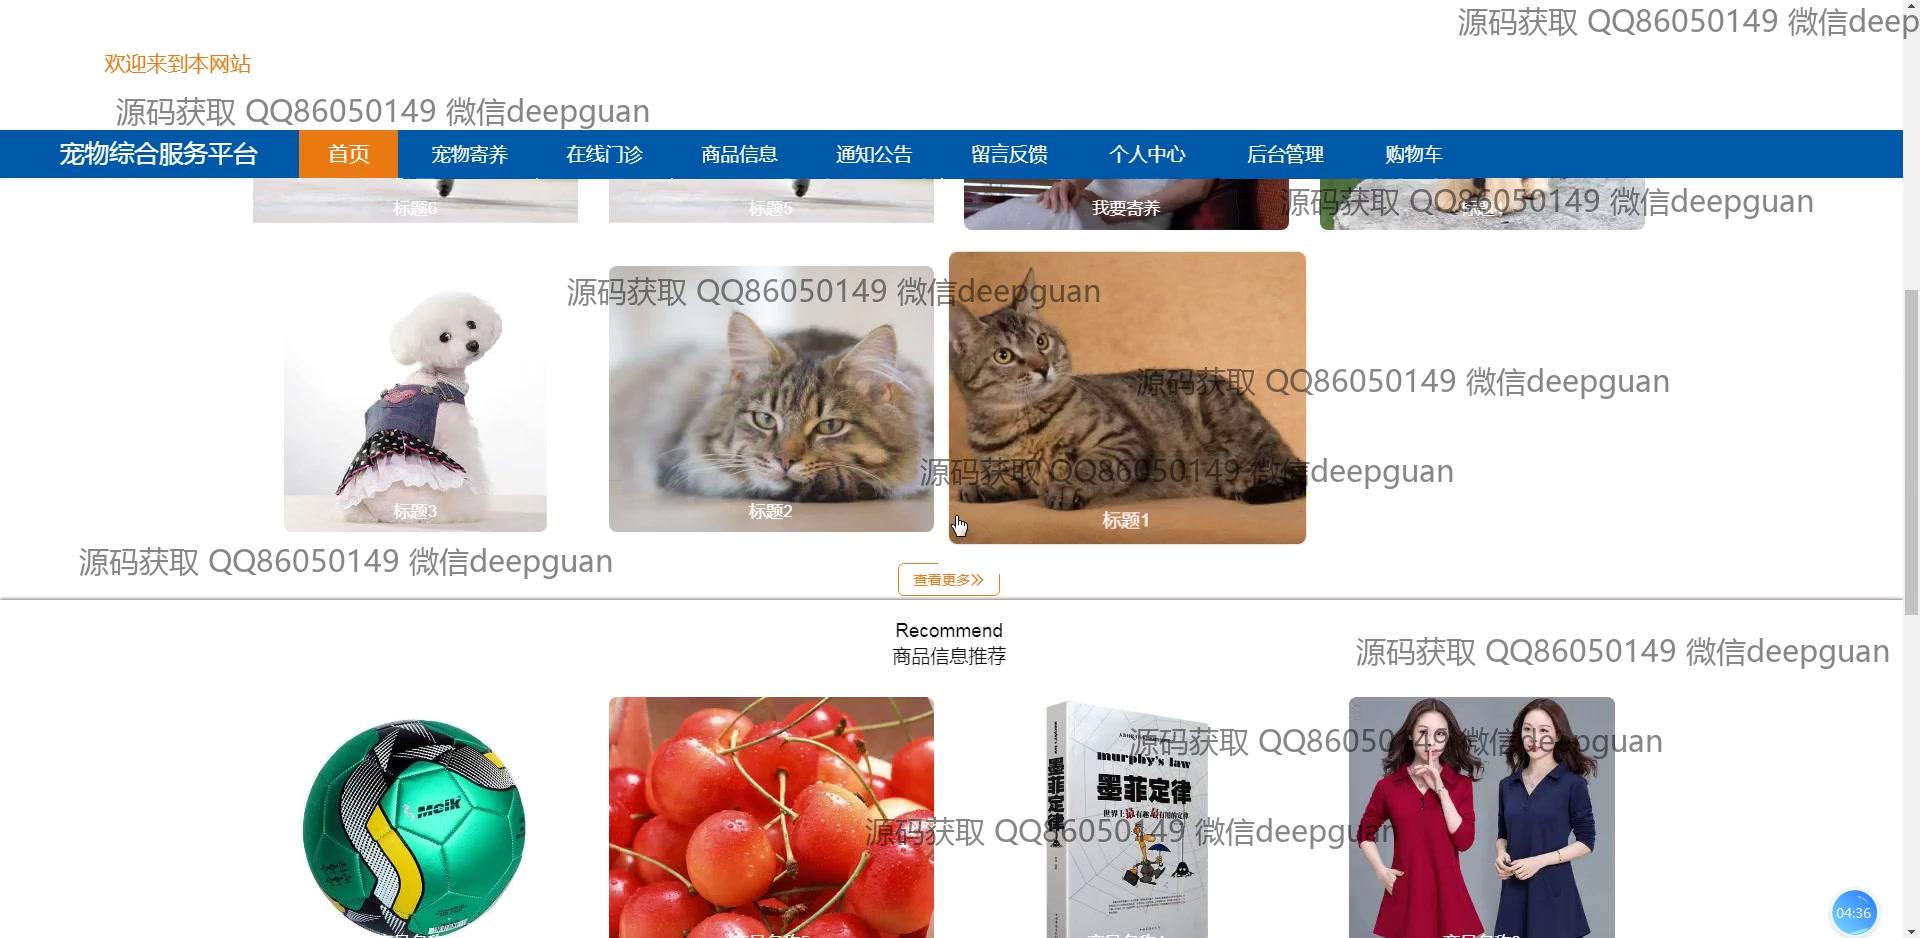 源码获取 QQ86050149 微信deep
欢迎来到本网站
源码获取 QQ86050149 微信deepguan
宠物综合服务平台 首页 宠物寄养 在线门诊 商品信息 通知公告 留言反馈 个人中心 后台管理 购物车
标题6 标题5 我要寄养
源码获取 QQ86050149 微信deepguan
源码获取 QQ86050149 微信deepguan
源码获取 QQ86050149 微信deepguan
源码获取 QQ86050149 微信deepguan
标题3 标题2 标题1
源码获取 QQ86050149 微信deepguan
查看更多
Recommend
商品信息推荐
源码获取 QQ86050149 微信deepguan
源码获取 QQ86050149 微信deepguan
murphy's law
墨菲定律
墨菲定律
Meik
源码获取 QQ86050149 微信deepguan
04:36